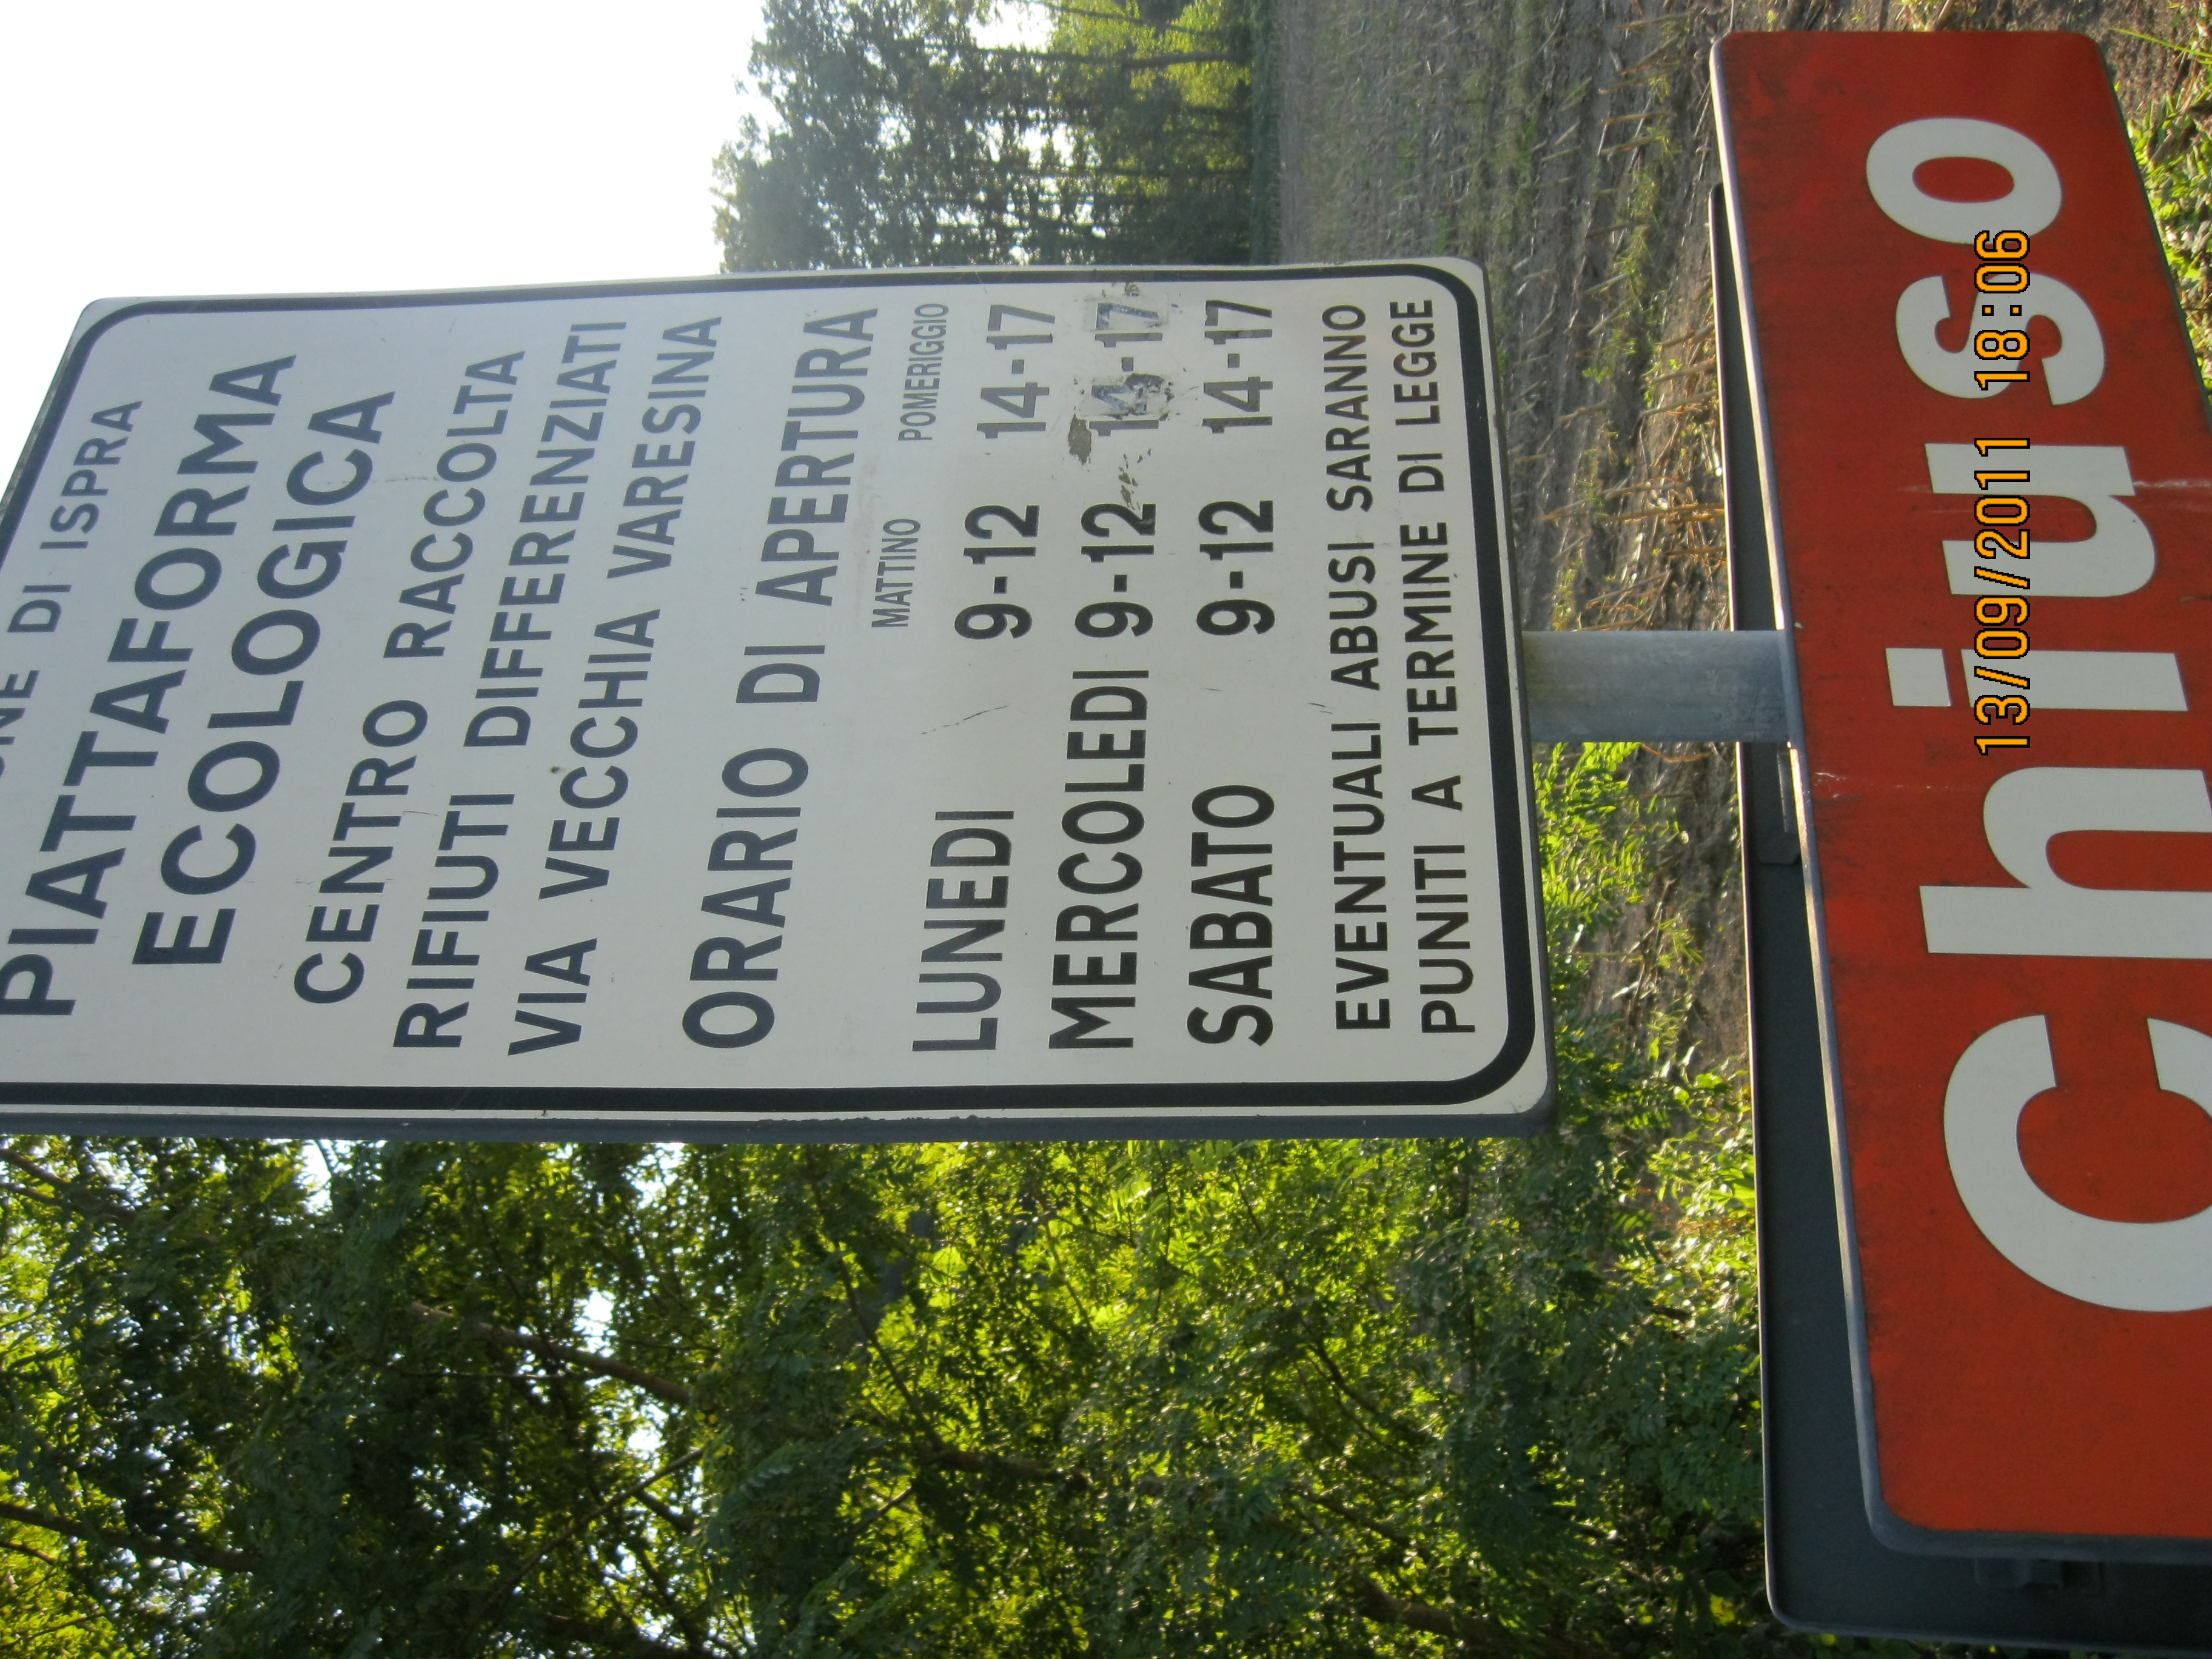 DI ISPRA
PIATTAFORMA
ECOLOGICA
CENTRO RACCOLTA
RIFIUTI DIFFERENZIATI
VIA VECCHIA VARESINA
ORARIO DI APERTURA
MATTINO POMERIGGIO
LUNEDI 9-12 14-17
MERCOLEDI 9-12 14-17
SABATO 9-12 14-17
EVENTUALI ABUSI SARANNO
PUNITI A TERMINE DI LEGGE
Chiuso
13/09/2011 18:06